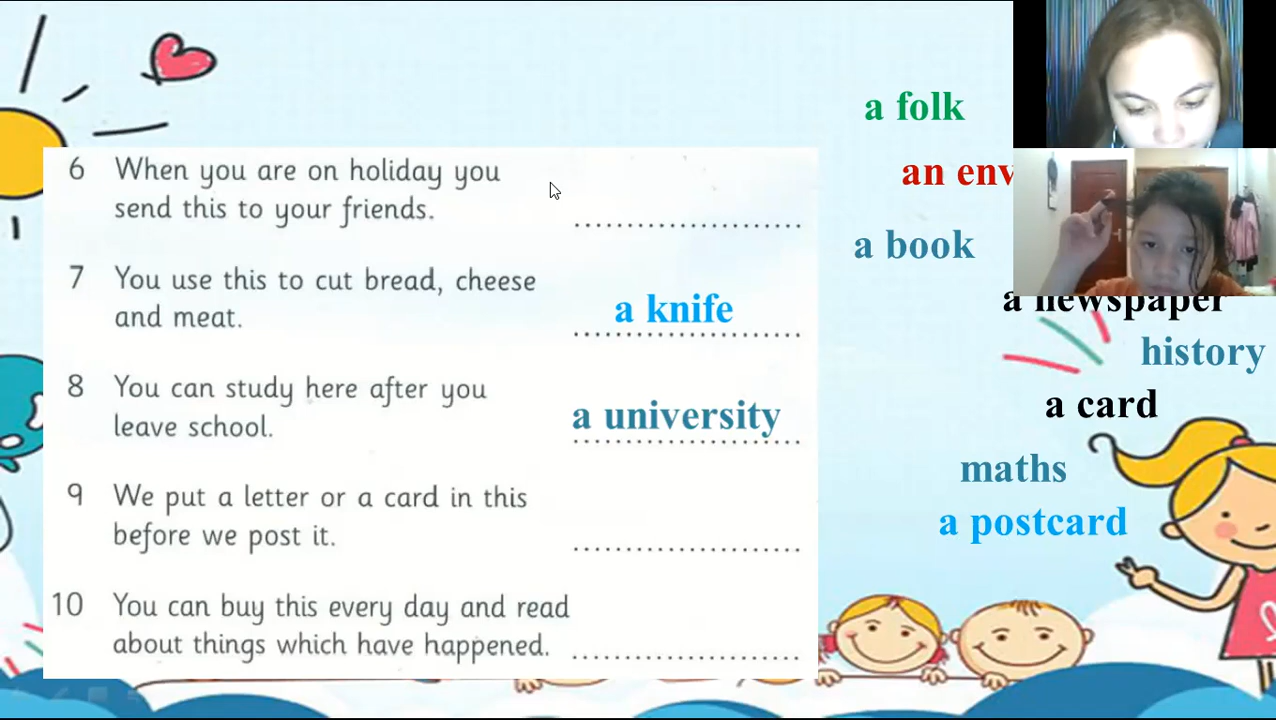 6 When you are on holiday you
send this to your friends.
7 You use this to cut bread, cheese
and meat.
a knife
8 You can study here after you
leave school.
a university
9 We put a letter or a card in this
before we post it.
10 You can buy this every day and read
about things which have happened.
a folk
an env
a book
a newspaper
history
a card
maths
a postcard